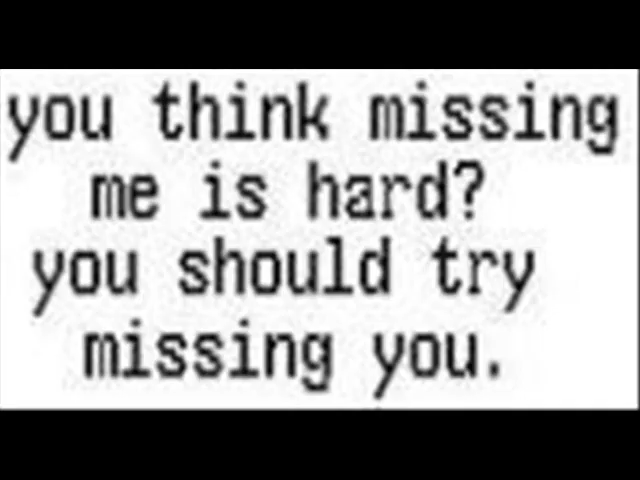 you think missing
me is hard?
you should try
missing you.